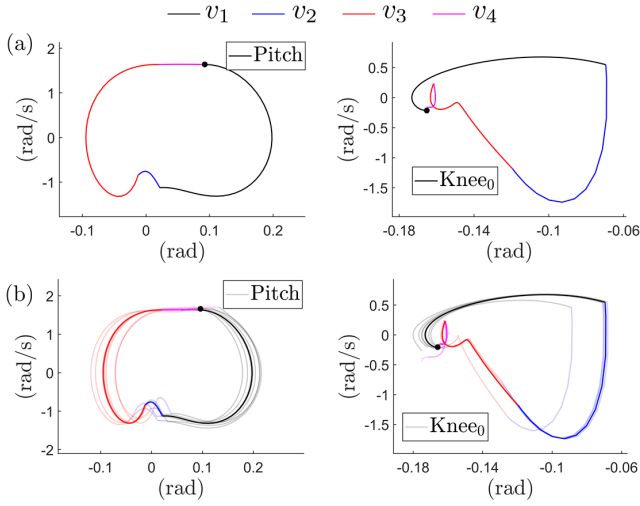 v₁ v₂ v₃ v₄
(a)
Pitch
2
1
0
-1
-0.1 0 0.1 0.2
(rad/s)
(rad)
Knee₀
0.5
0
-0.5
-1
-1.5
-0.18 -0.14 -0.1 -0.06
(rad/s)
(rad)
(b)
Pitch
2
1
0
-1
-2
-0.1 0 0.1 0.2
(rad/s)
(rad)
Knee₀
0.5
0
-0.5
-1
-1.5
-0.18 -0.14 -0.1 -0.06
(rad/s)
(rad)